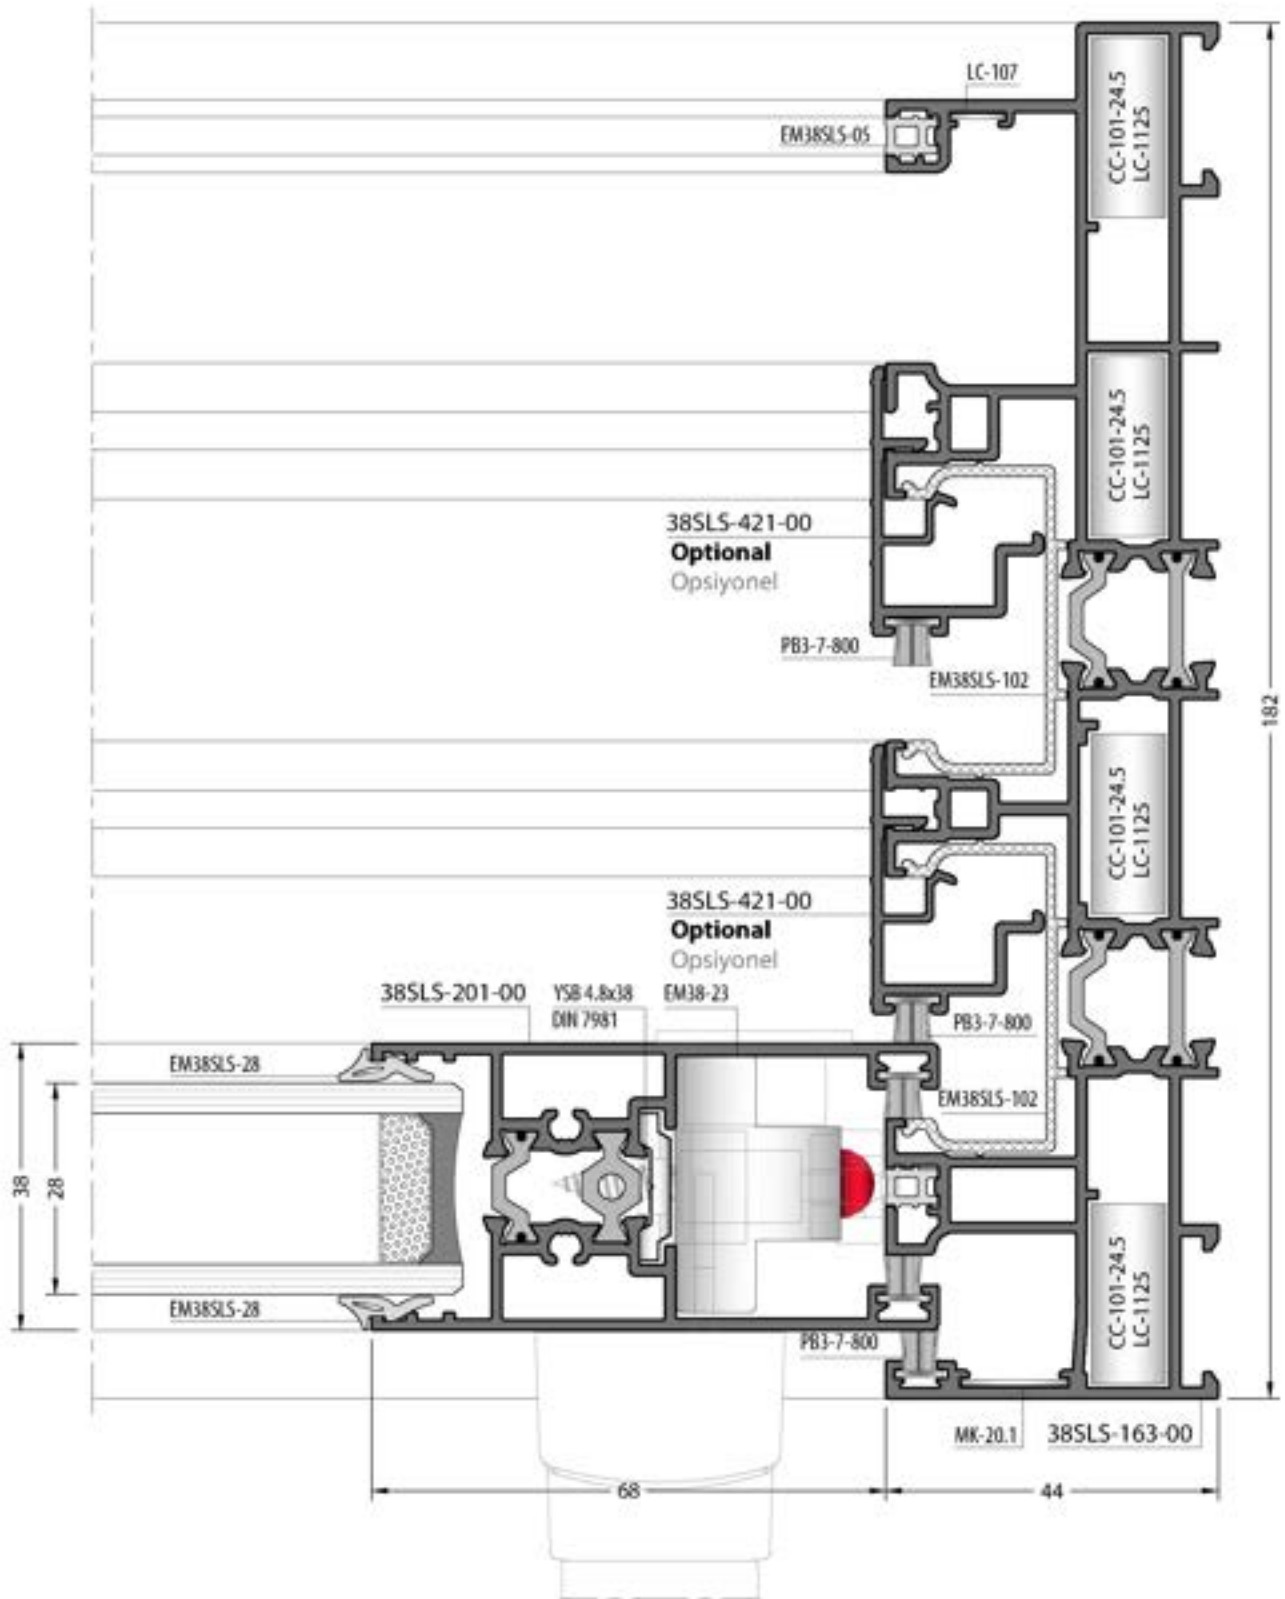 LC-107
EM38SLS-05
CC-101-24.5
LC-1125
CC-101-24.5
LC-1125
38SLS-421-00
Optional
Opsiyonel
PB3-7-800
EM38SLS-102
182
CC-101-24.5
LC-1125
38SLS-421-00
Optional
Opsiyonel
38SLS-201-00
YSB 4.8x38
DIN 7981
EM38-23
PB3-7-800
EM38SLS-28
EM38SLS-102
38
28
CC-101-24.5
LC-1125
EM38SLS-28
PB3-7-800
MK-20.1
38SLS-163-00
68
44